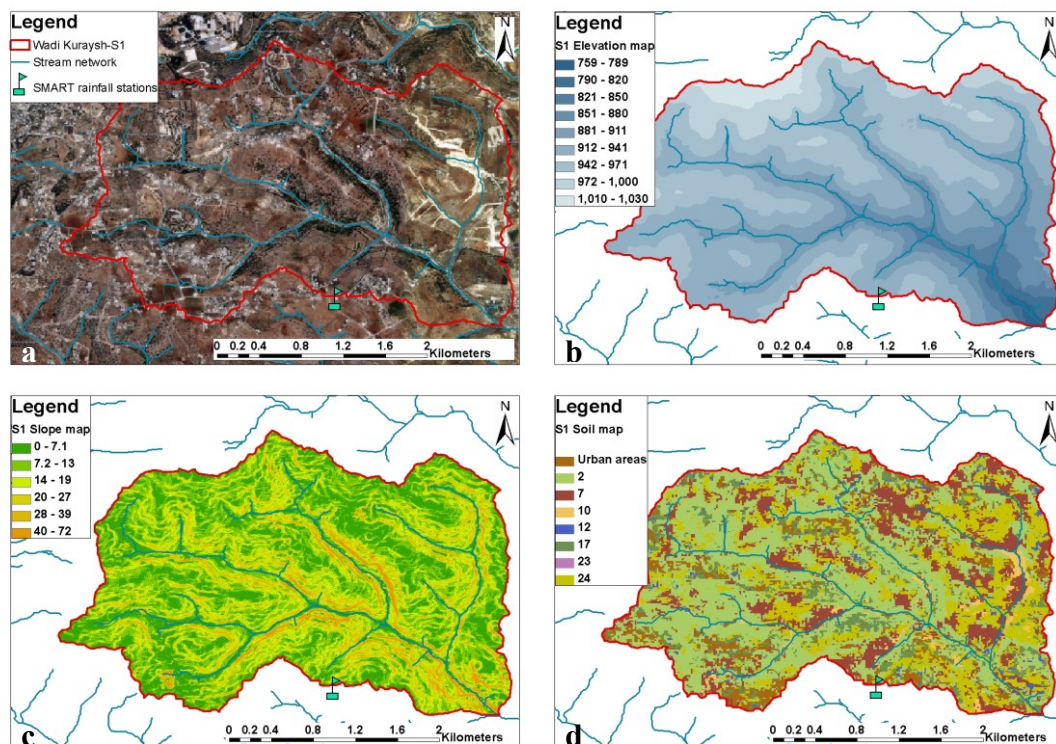 Legend
Wadi Kuraysh-S1
Stream network
SMART rainfall stations
N
0 0.2 0.4 0.8 1.2 1.6 2
Kilometers
a
Legend
S1 Elevation map
759 - 789
790 - 820
821 - 850
851 - 880
881 - 911
912 - 941
942 - 971
972 - 1,000
1,010 - 1,030
N
0 0.2 0.4 0.8 1.2 1.6 2
Kilometers
b
Legend
S1 Slope map
0 - 7.1
7.2 - 13
14 - 19
20 - 27
28 - 39
40 - 72
N
0 0.2 0.4 0.8 1.2 1.6 2
Kilometers
c
Legend
S1 Soil map
Urban areas
2
7
10
12
17
23
24
N
0 0.2 0.4 0.8 1.2 1.6 2
Kilometers
d